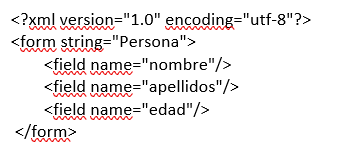 <?xml version="1.0" encoding="utf-8"?>
<form string="Persona">
<field name="nombre"/>
<field name="apellidos"/>
<field name="edad"/>
</form>